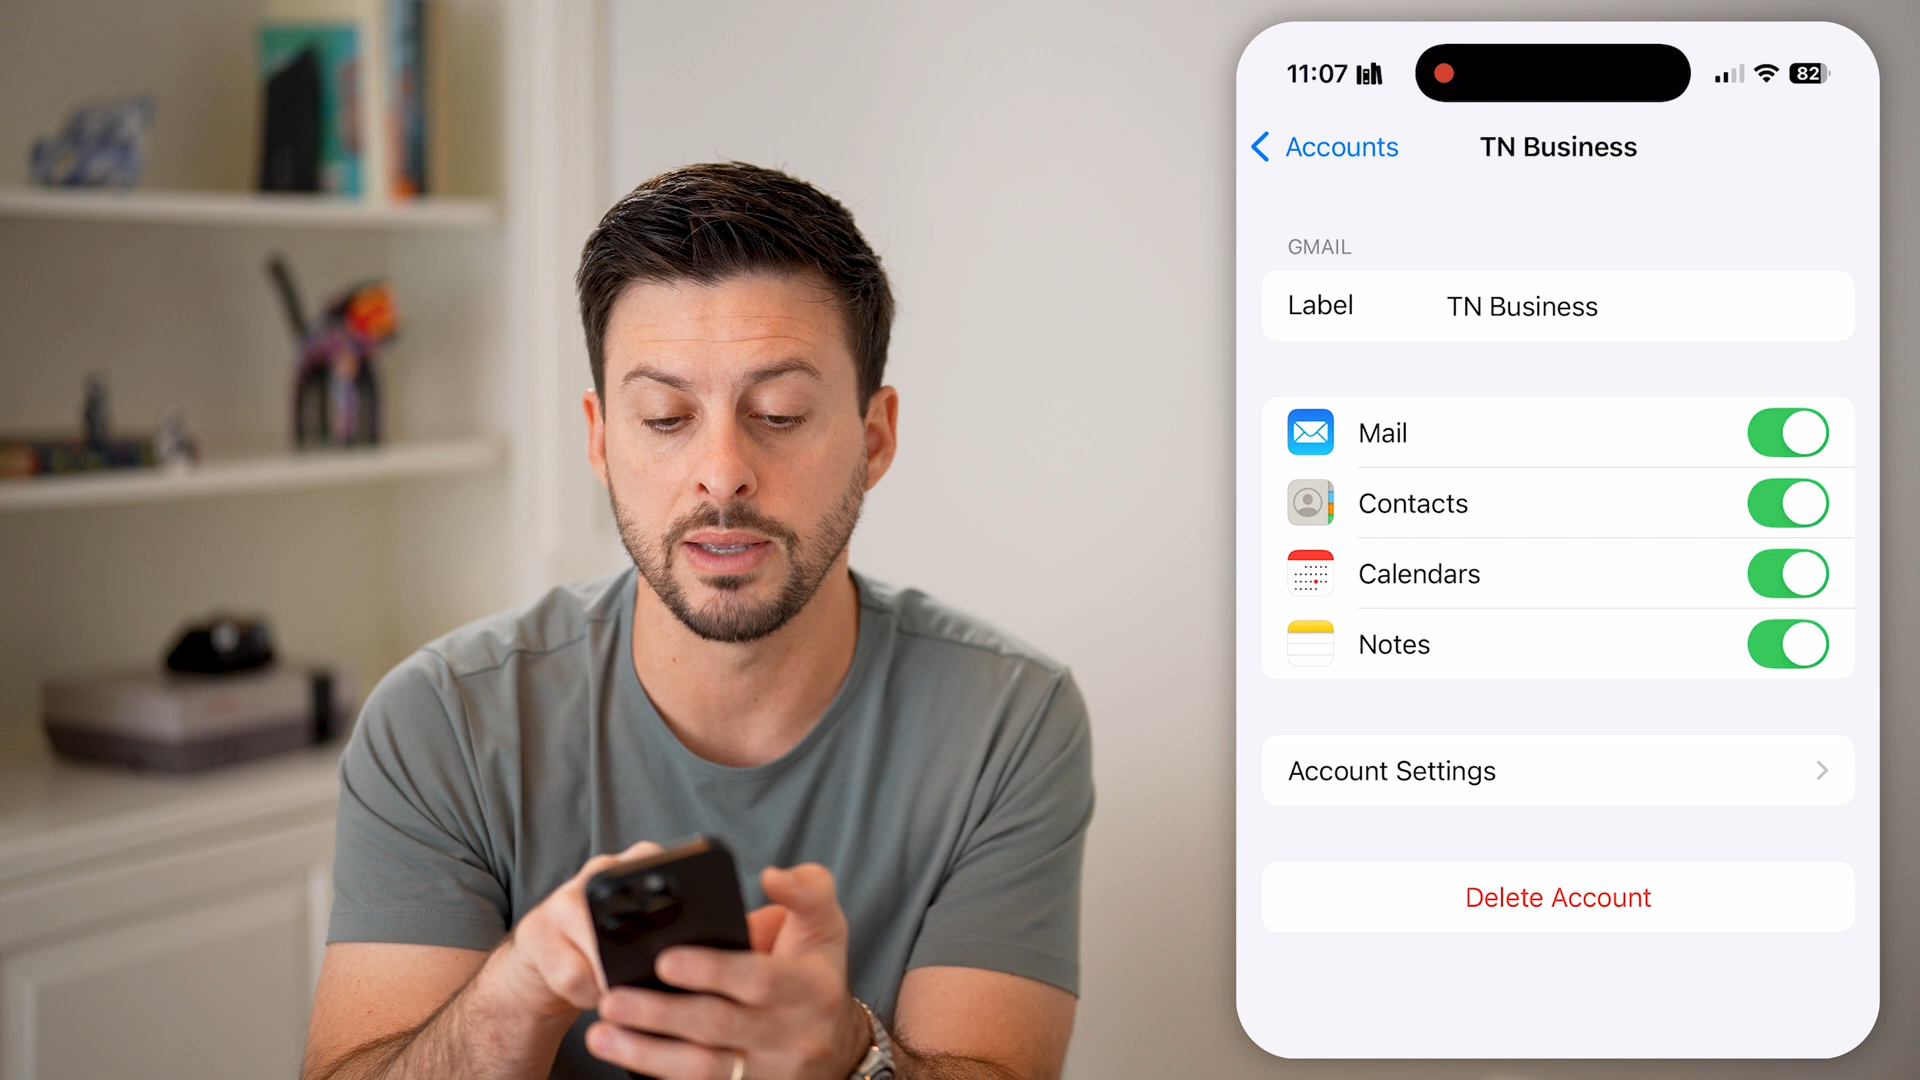 11:07
82
Accounts
TN Business
GMAIL
Label TN Business
Mail
Contacts
Calendars
Notes
Account Settings
Delete Account